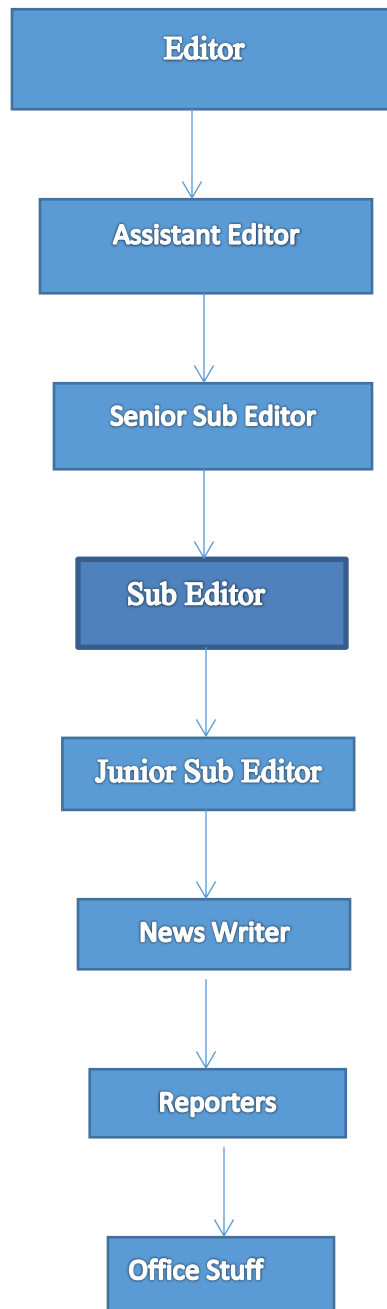 Editor
Assistant Editor
Senior Sub Editor
Sub Editor
Junior Sub Editor
News Writer
Reporters
Office Stuff